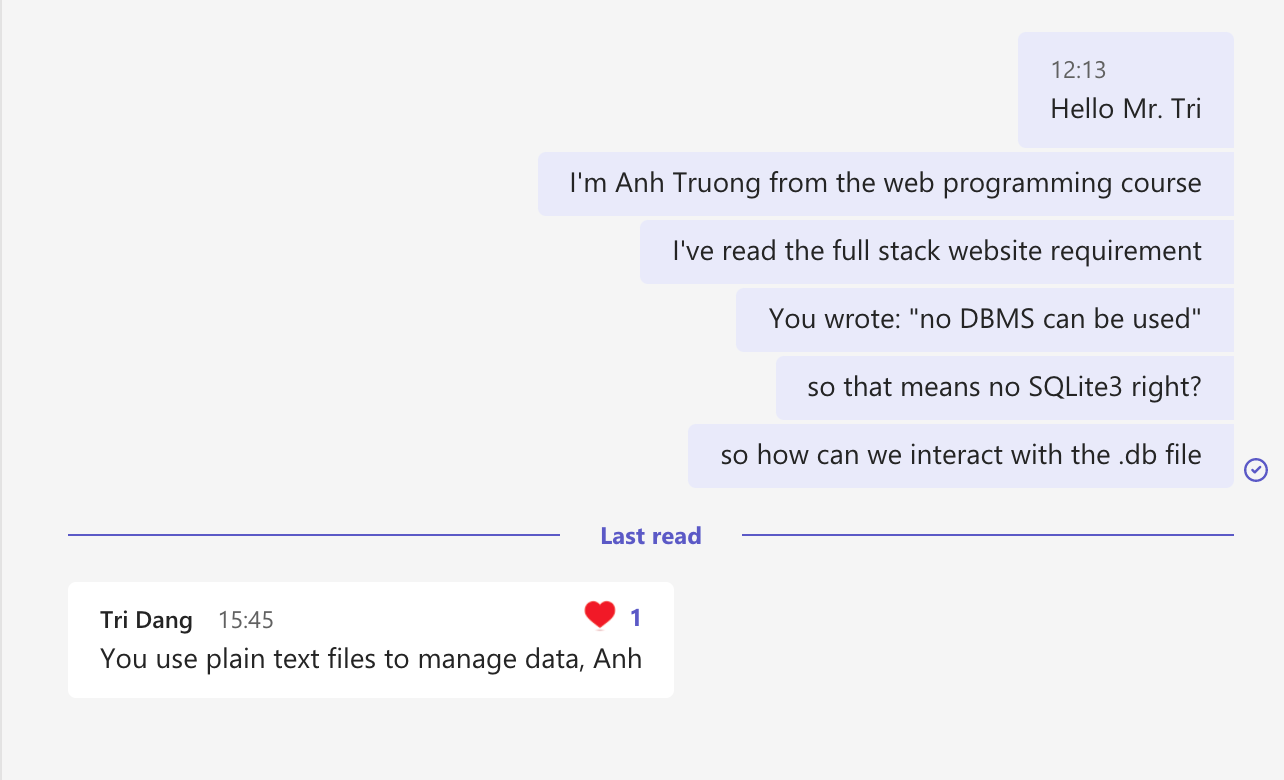 12:13
Hello Mr. Tri
I'm Anh Truong from the web programming course
I've read the full stack website requirement
You wrote: "no DBMS can be used"
so that means no SQLite3 right?
so how can we interact with the .db file
Last read
Tri Dang 15:45 1
You use plain text files to manage data, Anh